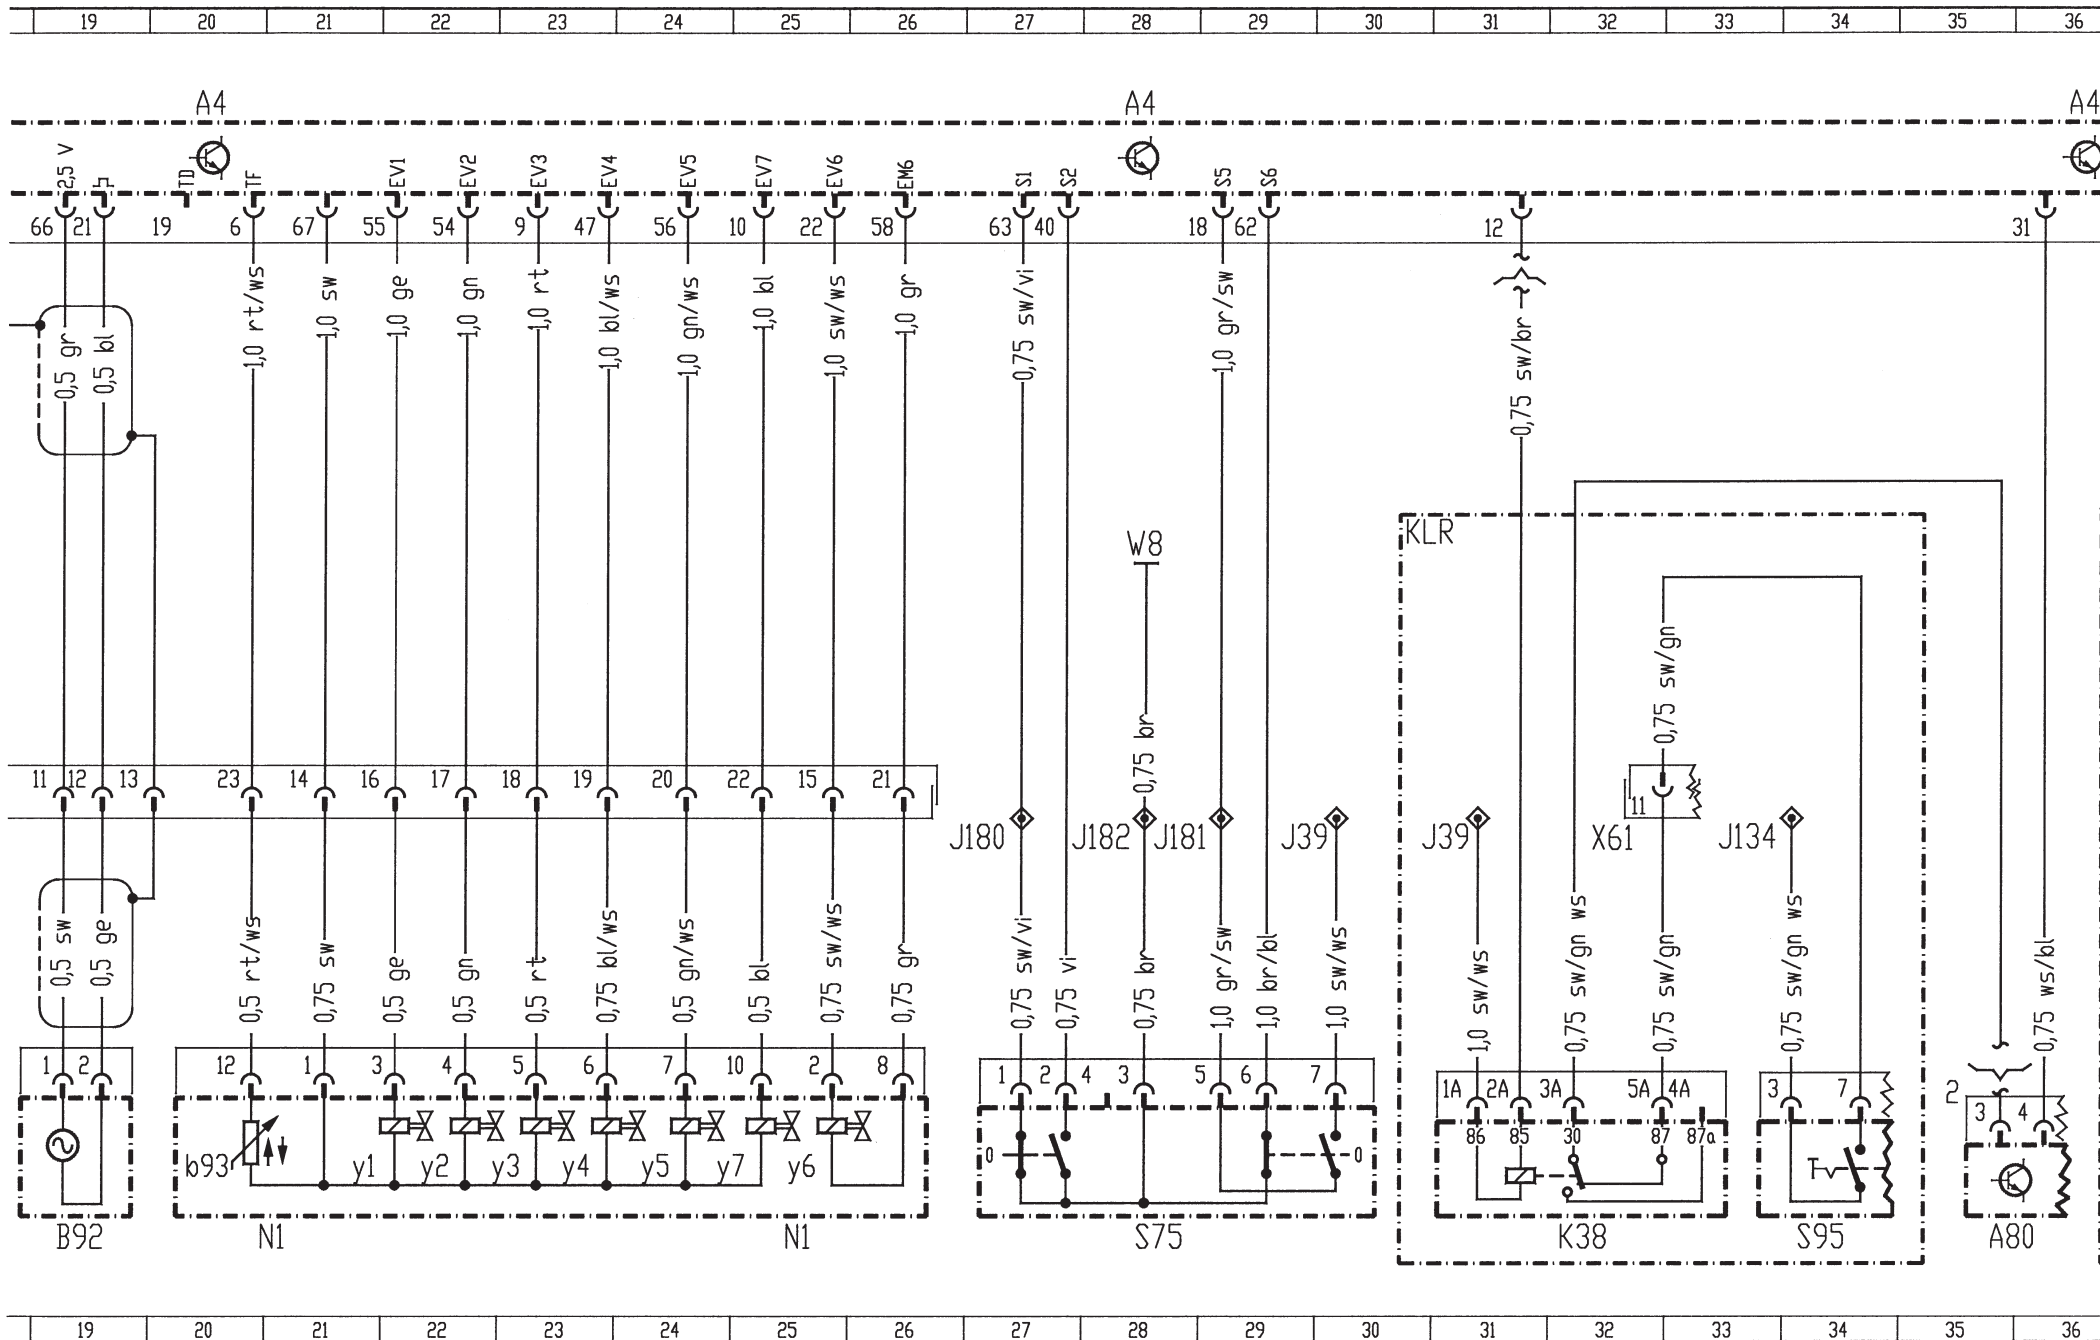 19 20 21 22 23 24 25 26 27 28 29 30 31 32 33 34 35 36
A4 A4 A4
2,5 V TD TF EV1 EV2 EV3 EV4 EV5 EV7 EV6 EM6 S1 S2 S5 S6
66 21 19 6 67 55 54 9 47 56 10 22 58 63 40 18 62 12 31
0,5 gr
0,5 bl
1,0 rt/ws
1,0 sw
1,0 ge
1,0 gn
1,0 rt
1,0 bl/ws
1,0 gn/ws
1,0 bl
1,0 sw/ws
1,0 gr
0,75 sw/vi
1,0 gr/sw
0,75 sw/br
KLR
W8
0,75 br
0,75 sw/gn
11 12 13 23 14 16 17 18 19 20 22 15 21
11
J180 J182 J181 J39 J39 X61 J134
0,5 sw
0,5 ge
0,5 rt/ws
0,75 sw
0,5 ge
0,5 gn
0,5 rt
0,75 bl/ws
0,5 gn/ws
0,5 bl
0,75 sw/ws
0,75 gr
0,75 sw/vi
0,75 vi
0,75 br
1,0 gr/sw
1,0 br/bl
1,0 sw/ws
1,0 sw/ws
0,75 sw/gn ws
0,75 sw/gn
0,75 sw/gn ws
0,75 ws/bl
1 2 12 1 3 4 5 6 7 10 2 8 1 2 4 3 5 6 7 1A 2A 3A 5A 4A 3 7 2 3 4
86 85 30 87 87a
b93 y1 y2 y3 y4 y5 y7 y6 0 0
B92 N1 N1 S75 K38 S95 A80
19 20 21 22 23 24 25 26 27 28 29 30 31 32 33 34 35 36